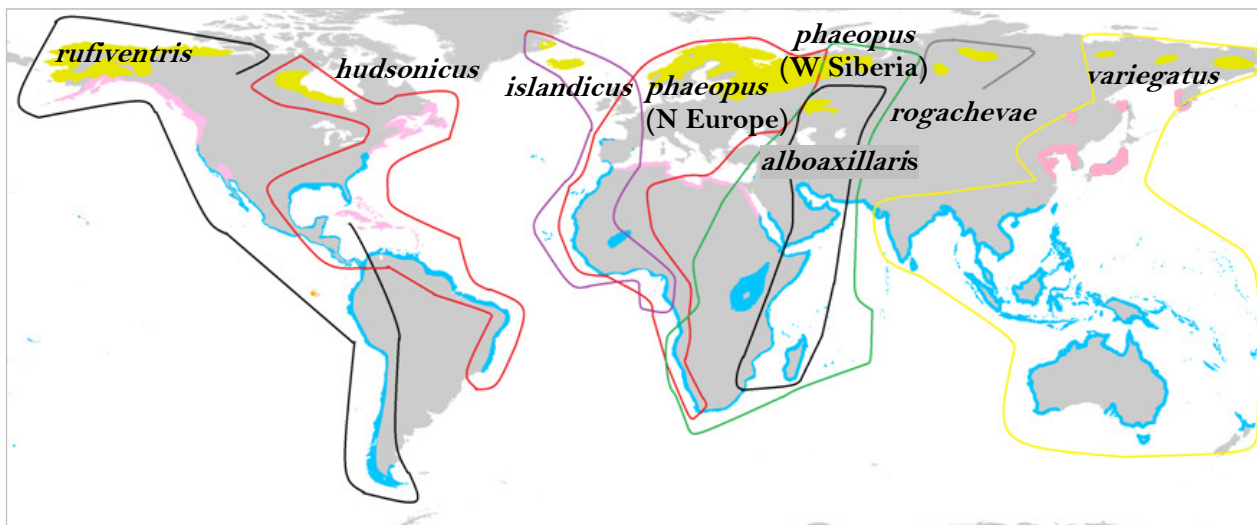 rufiventris
hudsonicus
islandicus
phaeopus
(N Europe)
phaeopus
(W Siberia)
alboaxillaris
rogachevae
variegatus